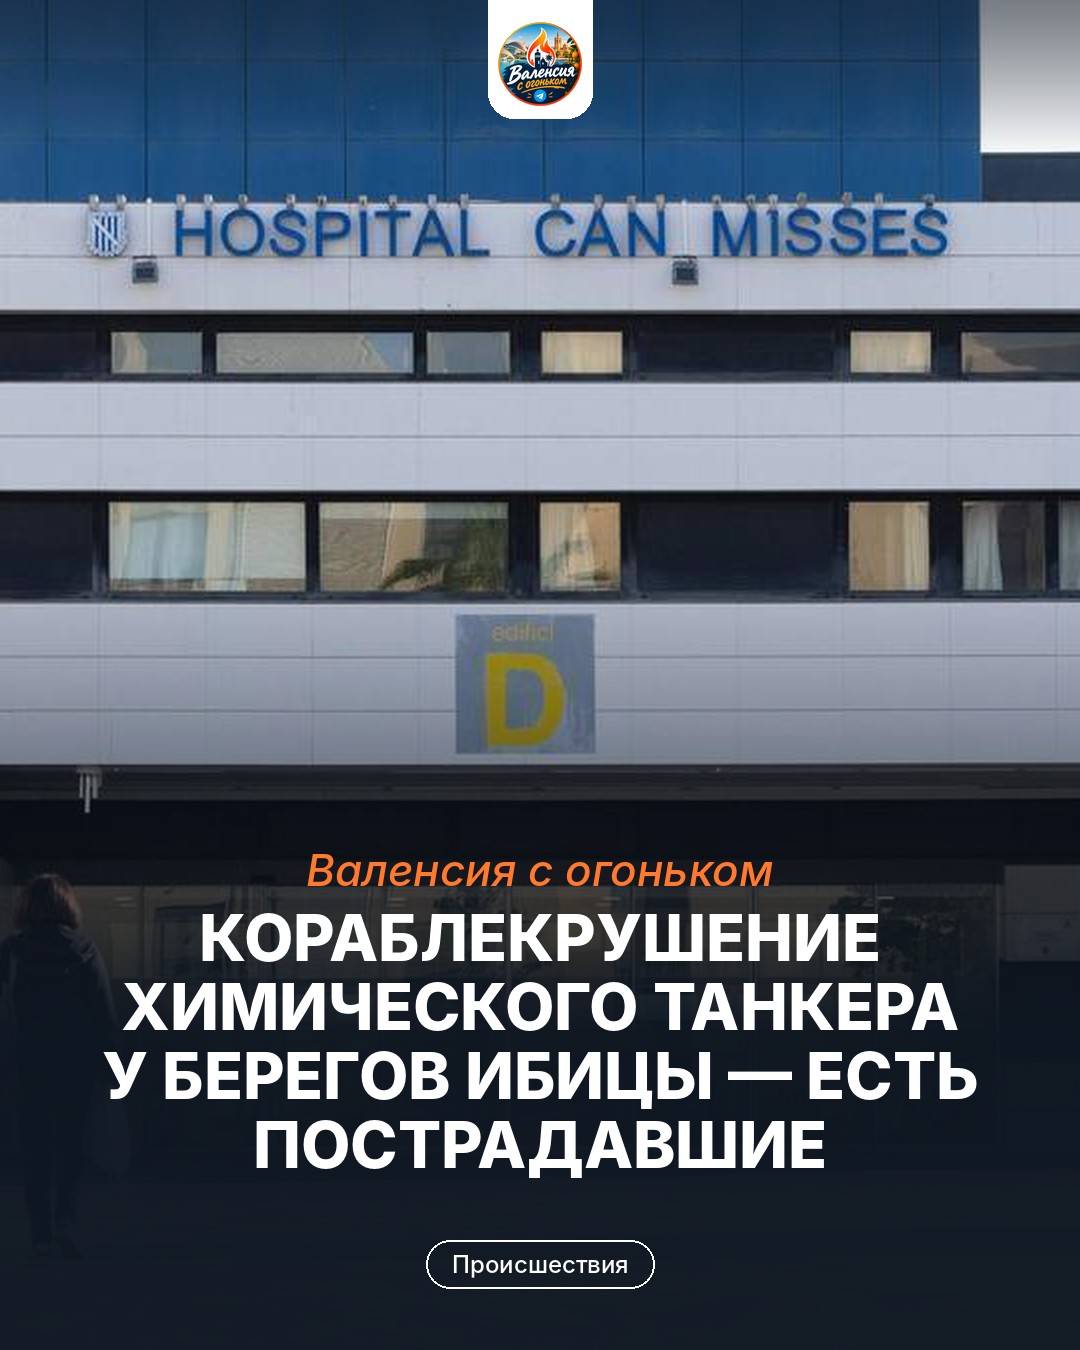 Валенсия
с огоньком
HOSPITAL CAN MISSES
edifici
D
Валенсия с огоньком
КОРАБЛЕКРУШЕНИЕ
ХИМИЧЕСКОГО ТАНКЕРА
У БЕРЕГОВ ИБИЦЫ — ЕСТЬ
ПОСТРАДАВШИЕ
Происшествия